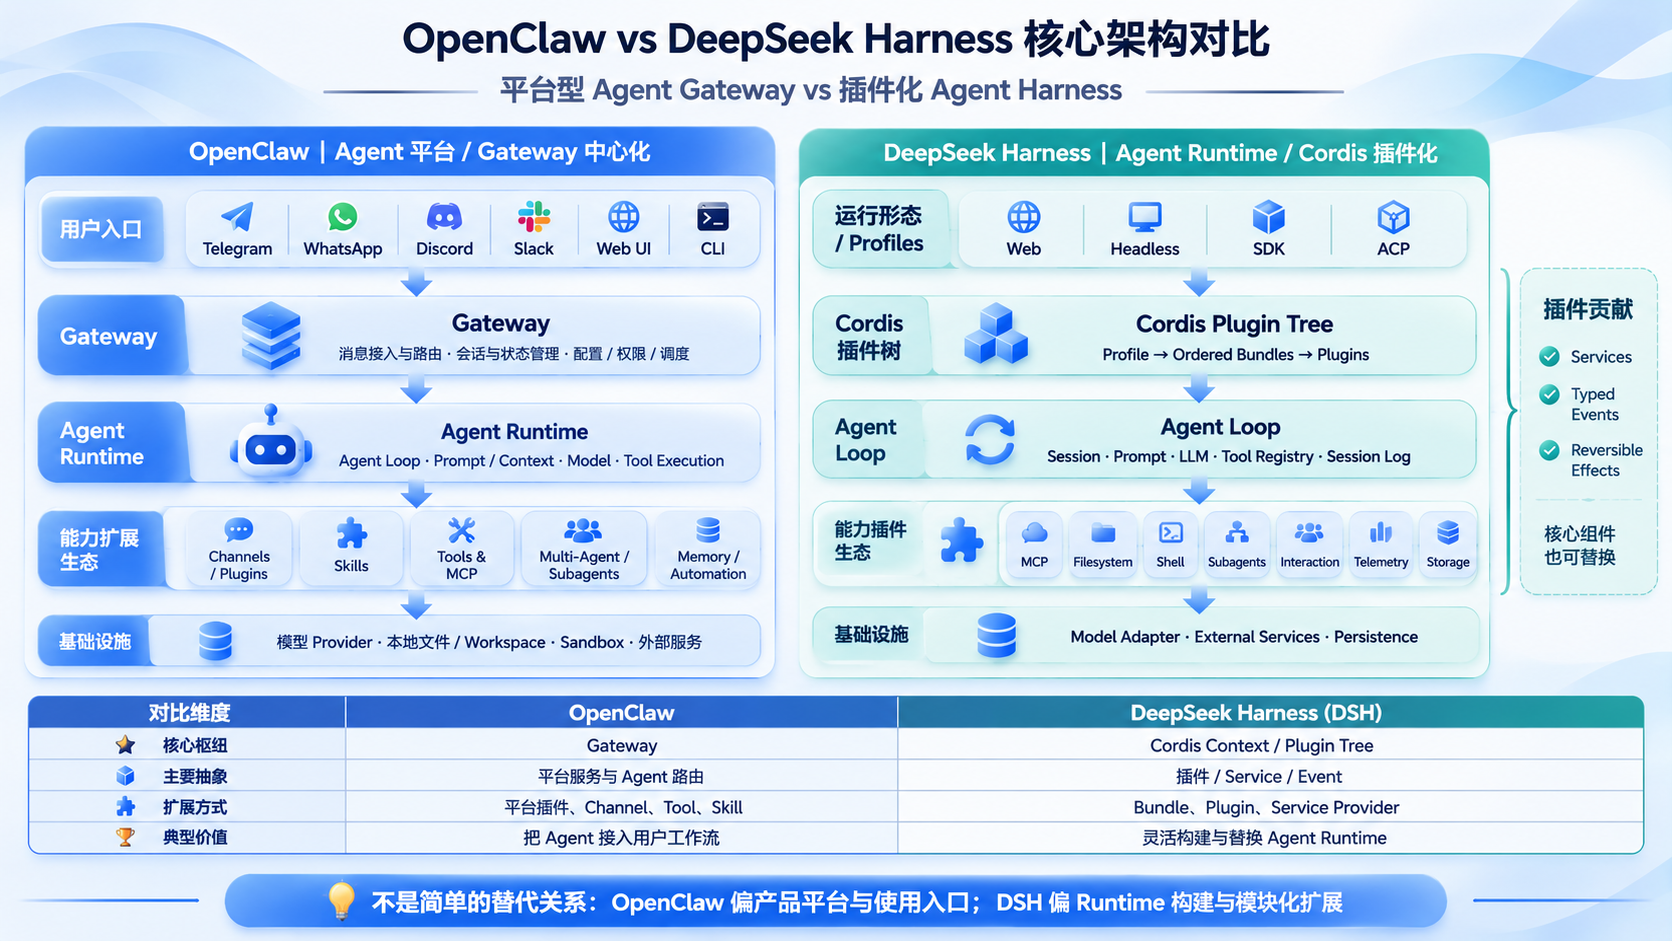 OpenClaw vs DeepSeek Harness 核心架构对比
平台型 Agent Gateway vs 插件化 Agent Harness
OpenClaw | Agent 平台 / Gateway 中心化
用户入口
Telegram
WhatsApp
Discord
Slack
Web UI
CLI
Gateway
Gateway
消息接入与路由 · 会话与状态管理 · 配置 / 权限 / 调度
Agent
Runtime
Agent Runtime
Agent Loop · Prompt / Context · Model · Tool Execution
能力扩展
生态
Channels
/ Plugins
Skills
Tools &
MCP
Multi-Agent /
Subagents
Memory /
Automation
基础设施
模型 Provider · 本地文件 / Workspace · Sandbox · 外部服务
DeepSeek Harness | Agent Runtime / Cordis 插件化
运行形态
/ Profiles
Web
Headless
SDK
ACP
Cordis
插件树
Cordis Plugin Tree
Profile → Ordered Bundles → Plugins
Agent
Loop
Agent Loop
Session · Prompt · LLM · Tool Registry · Session Log
能力插件
生态
MCP
Filesystem
Shell
Subagents
Interaction
Telemetry
Storage
基础设施
Model Adapter · External Services · Persistence
插件贡献
Services
Typed
Events
Reversible
Effects
核心组件
也可替换
对比维度
OpenClaw
DeepSeek Harness (DSH)
核心枢纽
Gateway
Cordis Context / Plugin Tree
主要抽象
平台服务与 Agent 路由
插件 / Service / Event
扩展方式
平台插件、Channel、Tool、Skill
Bundle、Plugin、Service Provider
典型价值
把 Agent 接入用户工作流
灵活构建与替换 Agent Runtime
不是简单的替代关系：OpenClaw 偏产品平台与使用入口；DSH 偏 Runtime 构建与模块化扩展